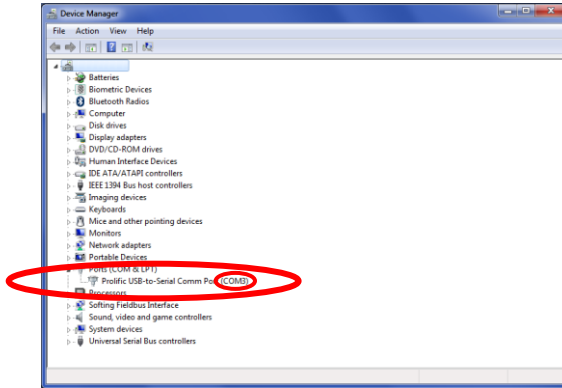 Device Manager
File Action View Help
Batteries
Biometric Devices
Bluetooth Radios
Computer
Disk drives
Display adapters
DVD/CD-ROM drives
Human Interface Devices
IDE ATA/ATAPI controllers
IEEE 1394 Bus host controllers
Imaging devices
Keyboards
Mice and other pointing devices
Monitors
Network adapters
Portable Devices
Ports (COM & LPT)
Prolific USB-to-Serial Comm Port (COM3)
Processors
Softing Fieldbus Interface
Sound, video and game controllers
System devices
Universal Serial Bus controllers